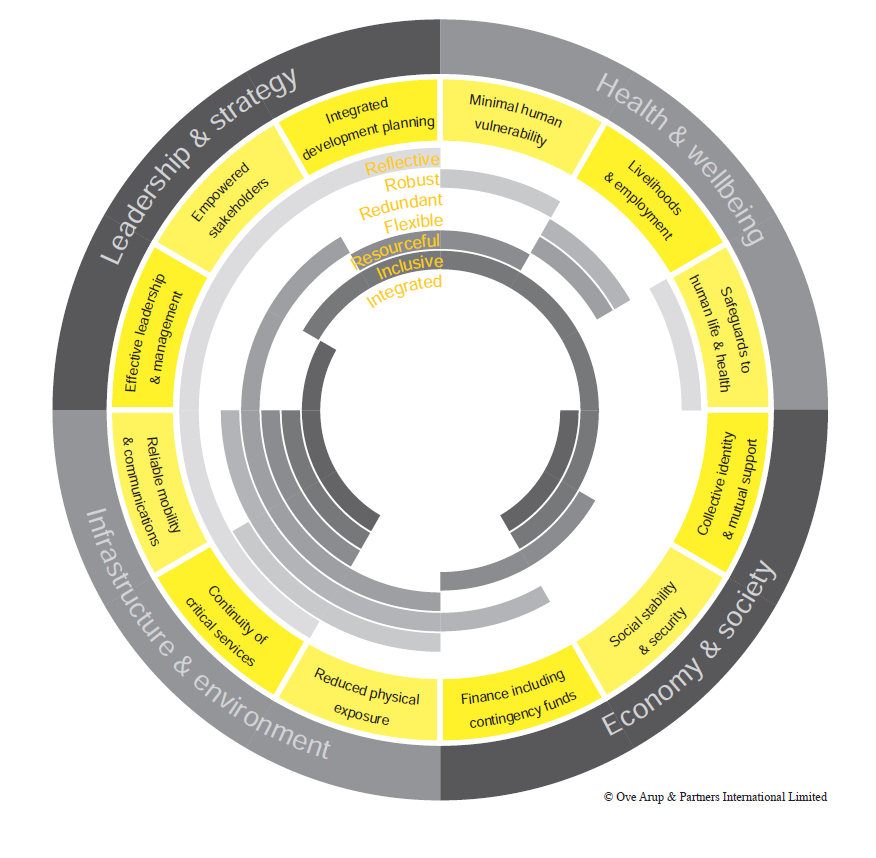 Leadership & strategy
Health & wellbeing
Integrated
development planning
Minimal human
vulnerability
Empowered
stakeholders
Livelihoods
& employment
Effective leadership
& management
Safeguards to
human life & health
Reflective
Robust
Redundant
Flexible
Resourceful
Inclusive
Integrated
Reliable mobility
& communications
Collective identity
& mutual support
Continuity of
critical services
Social stability
& security
Reduced physical
exposure
Finance including
contingency funds
Infrastructure & environment
Economy & society
© Ove Arup & Partners International Limited